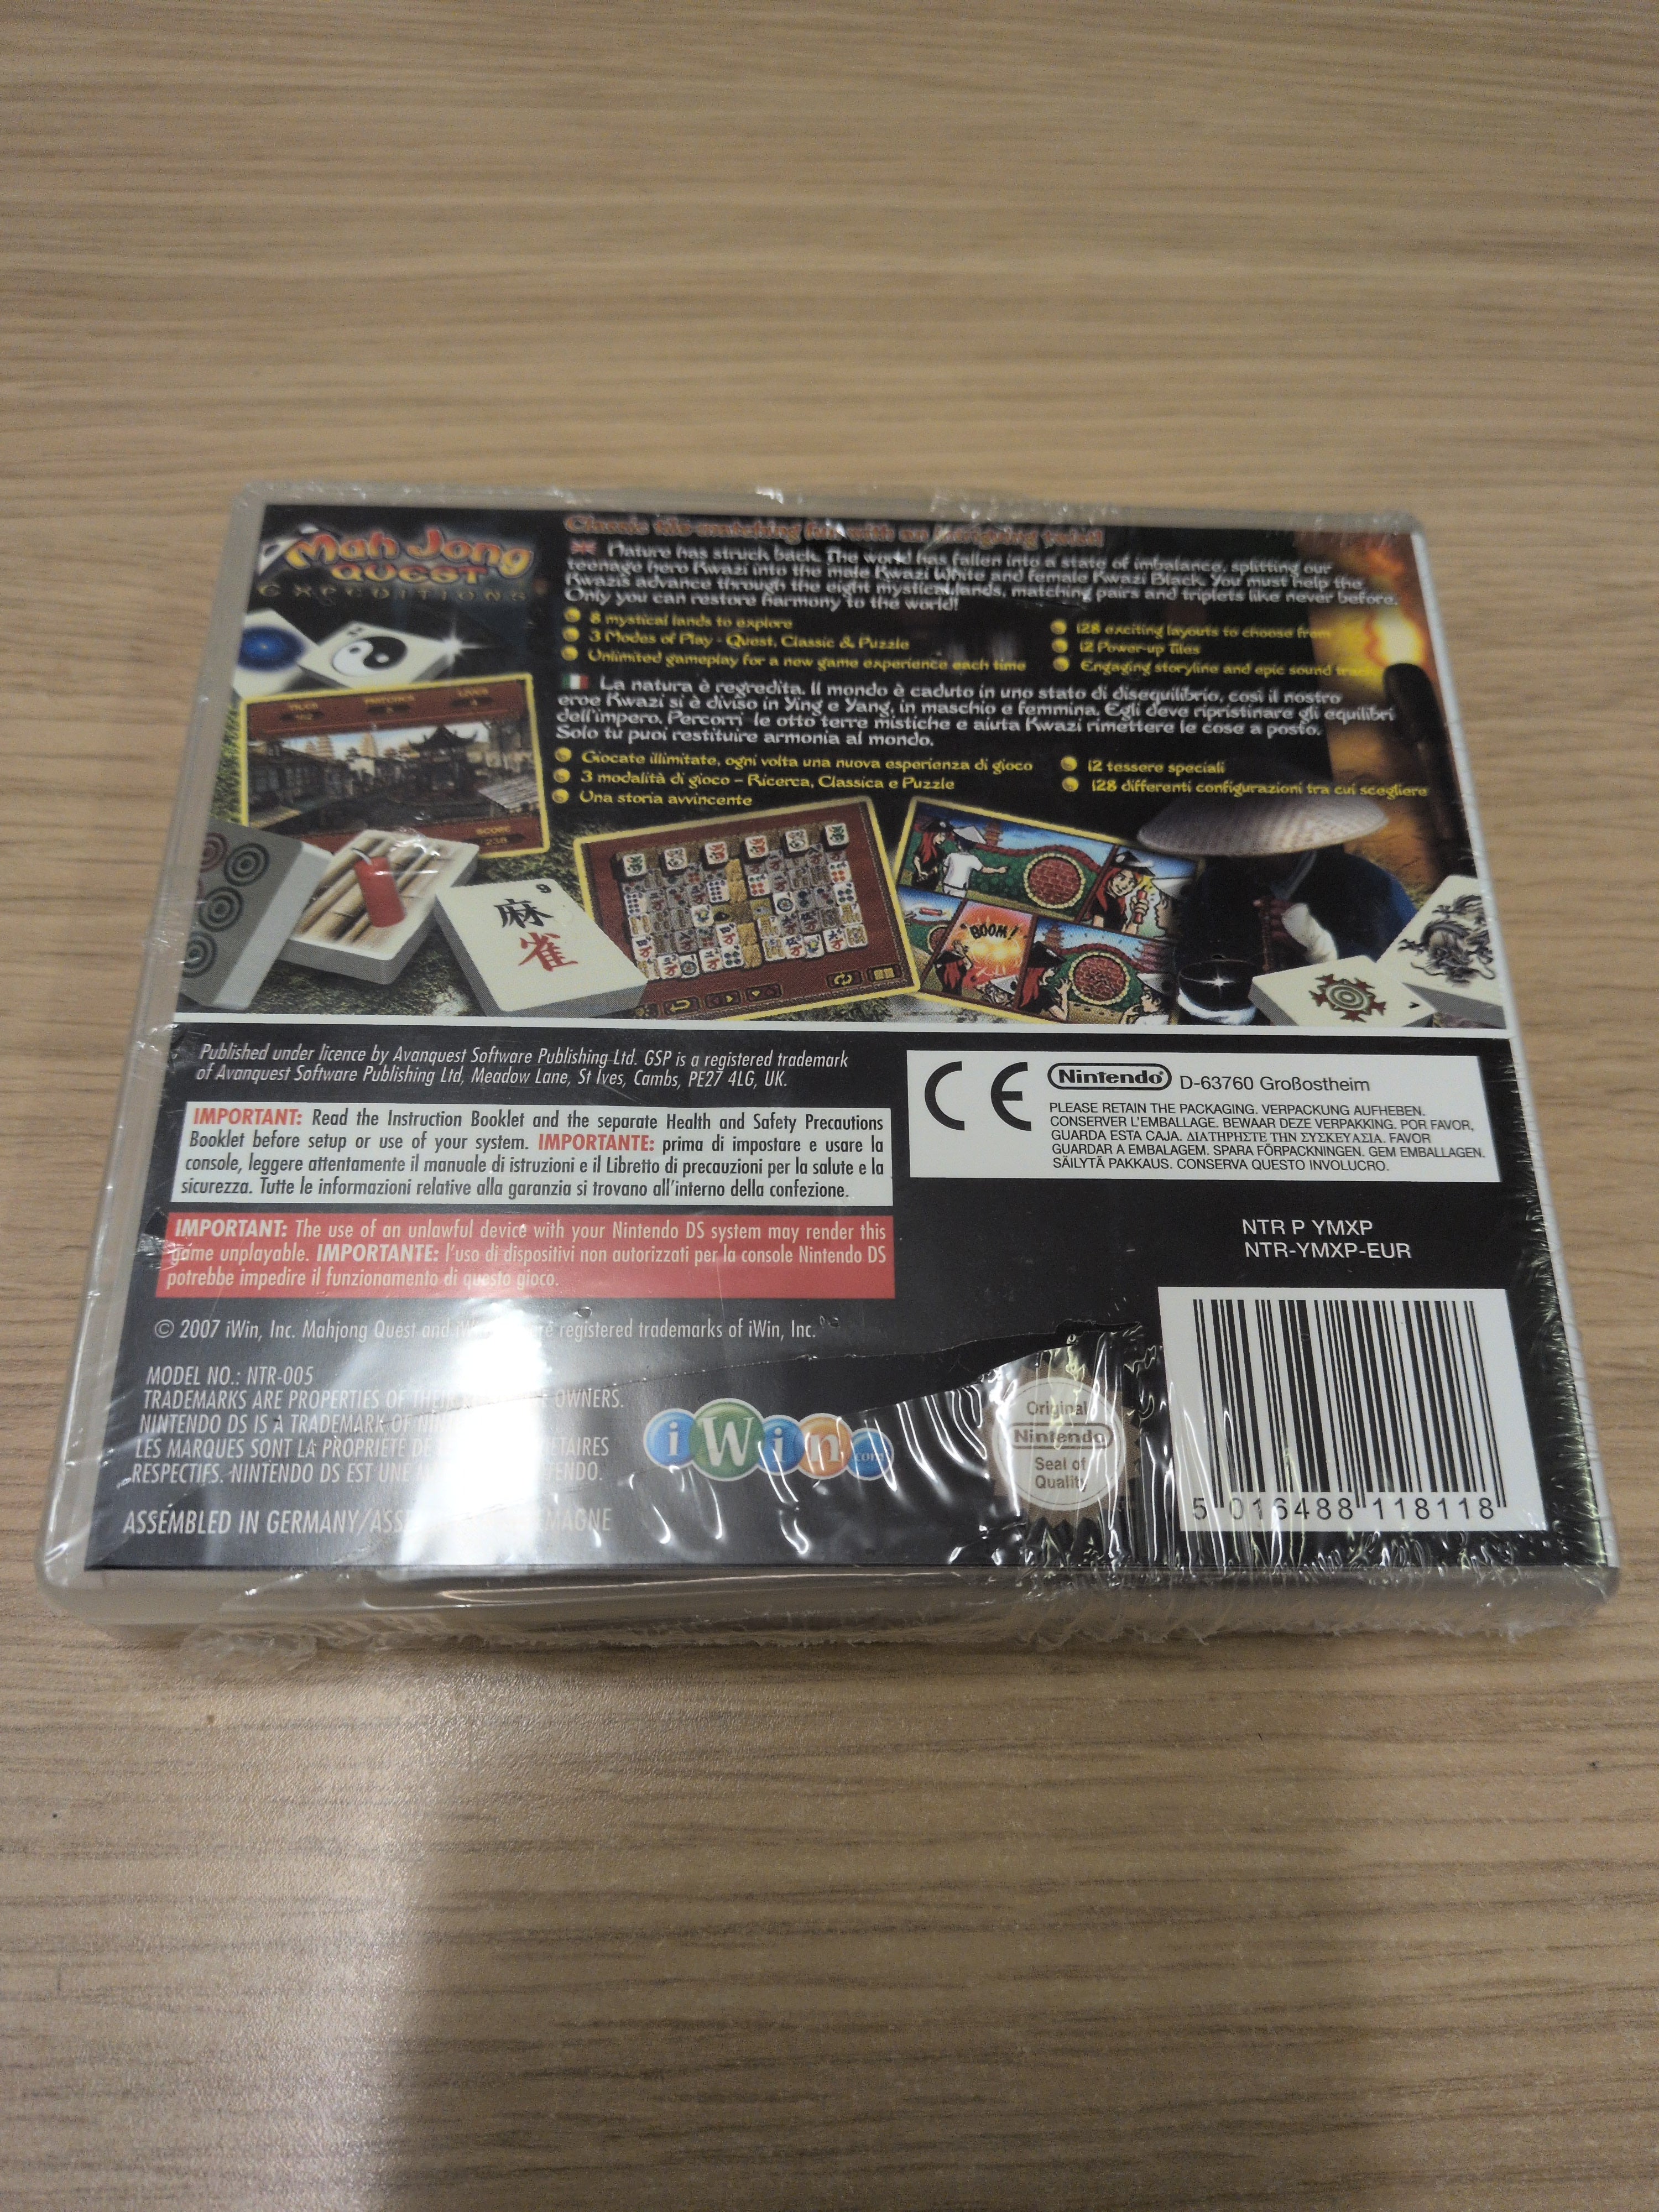 Mah Jong
QUEST
EXPEDITIONS
Classic tile-matching fun with an
Nature has struck back. The world has fallen into a state of imbalance, splitting our
teenage hero Kwazi into the male Kwazi White and female Kwazi Black. You must help the
Kwazis advance through the eight mystical lands, matching pairs and triplets like never before.
Only you can restore harmony to the world!
8 mystical lands to explore
3 Modes of Play - Quest, Classic & Puzzle
Unlimited gameplay for a new game experience each time
128 exciting layouts to choose from
12 Power-up Tiles
Engaging storyline and epic sound track
La natura è regredita. Il mondo è caduto in uno stato di disequilibrio, così il nostro
eroe Kwazi si è diviso in Ying e Yang, in maschio e femmina. Egli deve ripristinare gli equilibri
dell'impero. Percorri le otto terre mistiche e aiuta Kwazi rimettere le cose a posto.
Solo tu puoi restituire armonia al mondo.
Giocate illimitate, ogni volta una nuova esperienza di gioco
3 modalità di gioco – Ricerca, Classica e Puzzle
Una storia avvincente
12 tessere speciali
128 differenti configurazioni tra cui scegliere
TILES
LIVES
SCORE
238
9
麻
雀
BOOM!
Published under licence by Avanquest Software Publishing Ltd. GSP is a registered trademark
of Avanquest Software Publishing Ltd, Meadow Lane, St Ives, Cambs, PE27 4LG, UK.
IMPORTANT: Read the Instruction Booklet and the separate Health and Safety Precautions
Booklet before setup or use of your system. IMPORTANTE: prima di impostare e usare la
console, leggere attentamente il manuale di istruzioni e il Libretto di precauzioni per la salute e la
sicurezza. Tutte le informazioni relative alla garanzia si trovano all'interno della confezione.
IMPORTANT: The use of an unlawful device with your Nintendo DS system may render this
game unplayable. IMPORTANTE: l'uso di dispositivi non autorizzati per la console Nintendo DS
potrebbe impedire il funzionamento di questo gioco.
© 2007 iWin, Inc. Mahjong Quest and registered trademarks of iWin, Inc.
MODEL NO.: NTR-005
TRADEMARKS ARE PROPERTIES OF OWNERS.
NINTENDO DS IS A TRADEMARK OF
LES MARQUES SONT LA PROPRIETE DE
RESPECTIFS. NINTENDO DS EST UNE
ASSEMBLED IN GERMANY/
iWin.com
CE
Nintendo D-63760 Großostheim
PLEASE RETAIN THE PACKAGING. VERPACKUNG AUFHEBEN.
CONSERVER L'EMBALLAGE. BEWAAR DEZE VERPAKKING. POR FAVOR,
GUARDA ESTA CAJA. ΔΙΑΤΗΡΗΣΤΕ ΤΗΝ ΣΥΣΚΕΥΑΣΙΑ. FAVOR
GUARDAR A EMBALAGEM. SPARA FÖRPACKNINGEN. GEM EMBALLAGEN.
SÄILYTÄ PAKKAUS. CONSERVA QUESTO INVOLUCRO.
NTR P YMXP
NTR-YMXP-EUR
Original
Nintendo
Seal of
Quality
5 016488 118118